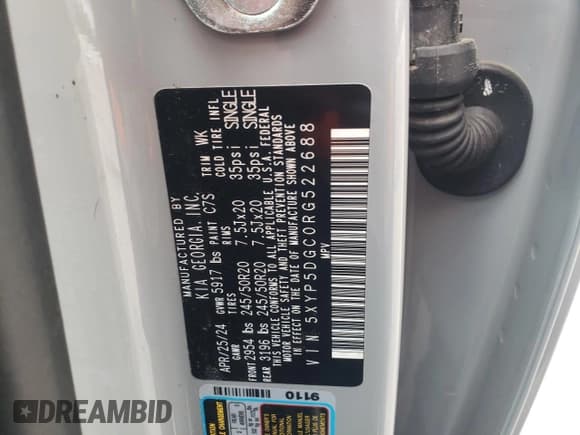 MANUFACTURED BY
KIA GEORGIA, INC.
APR/25/24 GVWR 5917 lbs PAINT C7S TRIM WK
GAWR TIRES RIMS COLD TIRE INFL
FRONT 2954 lbs 245/50R20 7.5Jx20 35psi SINGLE
REAR 3196 lbs 245/50R20 7.5Jx20 35psi SINGLE
THIS VEHICLE CONFORMS TO ALL APPLICABLE U.S.A. FEDERAL
MOTOR VEHICLE SAFETY AND THEFT PREVENTION STANDARDS
IN EFFECT ON THE DATE OF MANUFACTURE SHOWN ABOVE
VIN: 5XYP5DGC0RG522688
MPV
9110
DREAMBID